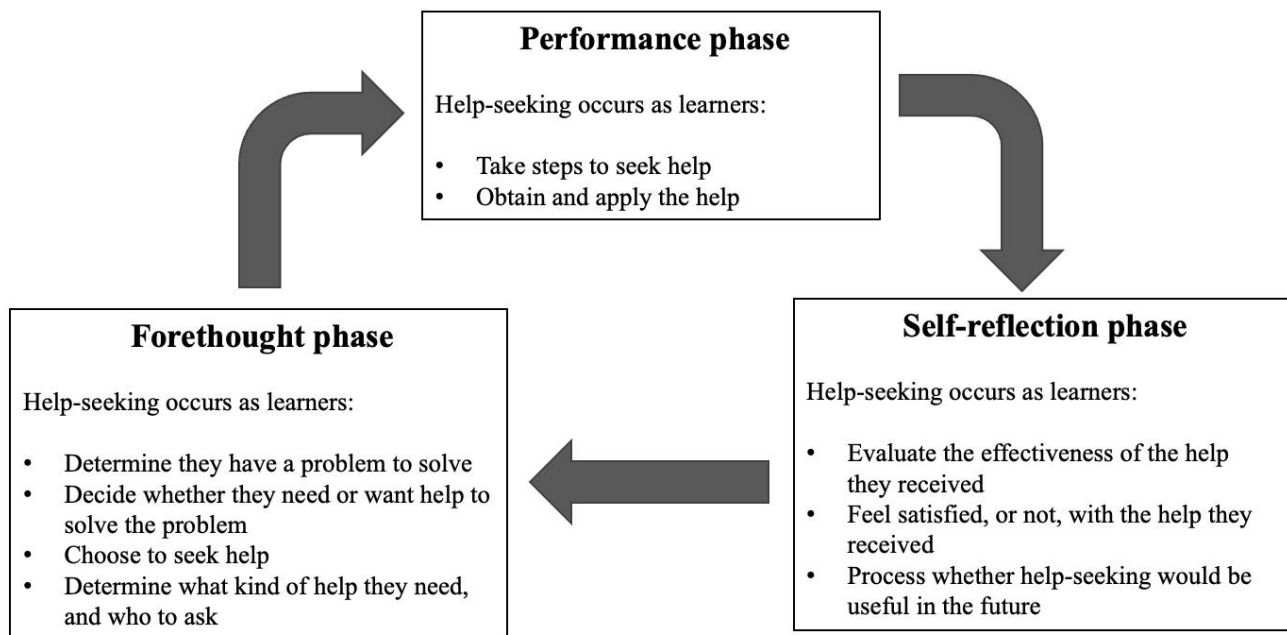 Performance phase
Help-seeking occurs as learners:
• Take steps to seek help
• Obtain and apply the help
Forethought phase
Help-seeking occurs as learners:
• Determine they have a problem to solve
• Decide whether they need or want help to
solve the problem
• Choose to seek help
• Determine what kind of help they need,
and who to ask
Self-reflection phase
Help-seeking occurs as learners:
• Evaluate the effectiveness of the help
they received
• Feel satisfied, or not, with the help they
received
• Process whether help-seeking would be
useful in the future